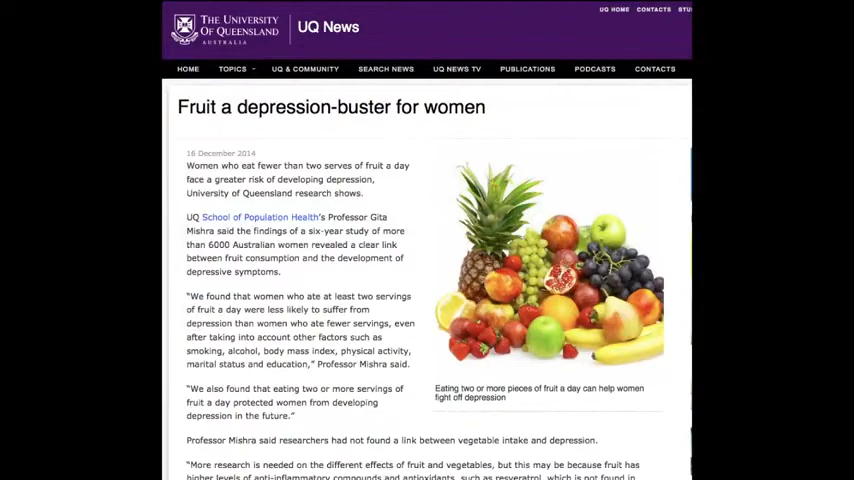 UQ HOME CONTACTS STU
THE UNIVERSITY
OF QUEENSLAND
AUSTRALIA
UQ News
HOME TOPICS UQ & COMMUNITY SEARCH NEWS UQ NEWS TV PUBLICATIONS PODCASTS CONTACTS
Fruit a depression-buster for women
16 December 2014
Women who eat fewer than two serves of fruit a day
face a greater risk of developing depression,
University of Queensland research shows.
UQ School of Population Health's Professor Gita
Mishra said the findings of a six-year study of more
than 6000 Australian women revealed a clear link
between fruit consumption and the development of
depressive symptoms.
"We found that women who ate at least two servings
of fruit a day were less likely to suffer from
depression than women who ate fewer servings, even
after taking into account other factors such as
smoking, alcohol, body mass index, physical activity,
marital status and education," Professor Mishra said.
"We also found that eating two or more servings of
fruit a day protected women from developing
depression in the future."
Eating two or more pieces of fruit a day can help women
fight off depression
Professor Mishra said researchers had not found a link between vegetable intake and depression.
"More research is needed on the different effects of fruit and vegetables, but this may be because fruit has
higher levels of anti-inflammatory compounds and antioxidants, such as resveratrol, which is not found in